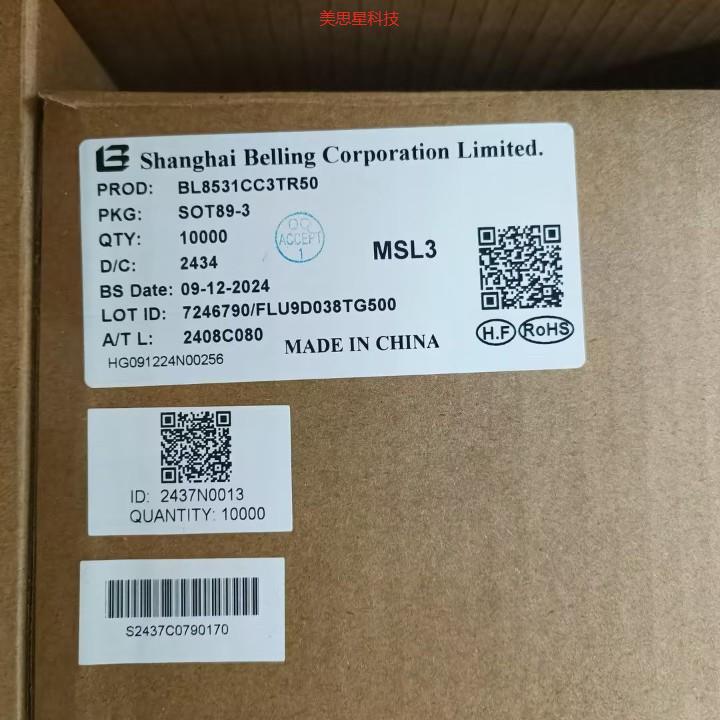 美思星科技
Shanghai Belling Corporation Limited.
PROD: BL8531CC3TR50
PKG: SOT89-3
QTY: 10000
QC
ACCEPT
1
MSL3
D/C: 2434
BS Date: 09-12-2024
LOT ID: 7246790/FLU9D038TG500
A/T L: 2408C080
MADE IN CHINA
H.F RoHS
HG091224N00256
ID: 2437N0013
QUANTITY: 10000
S2437C0790170